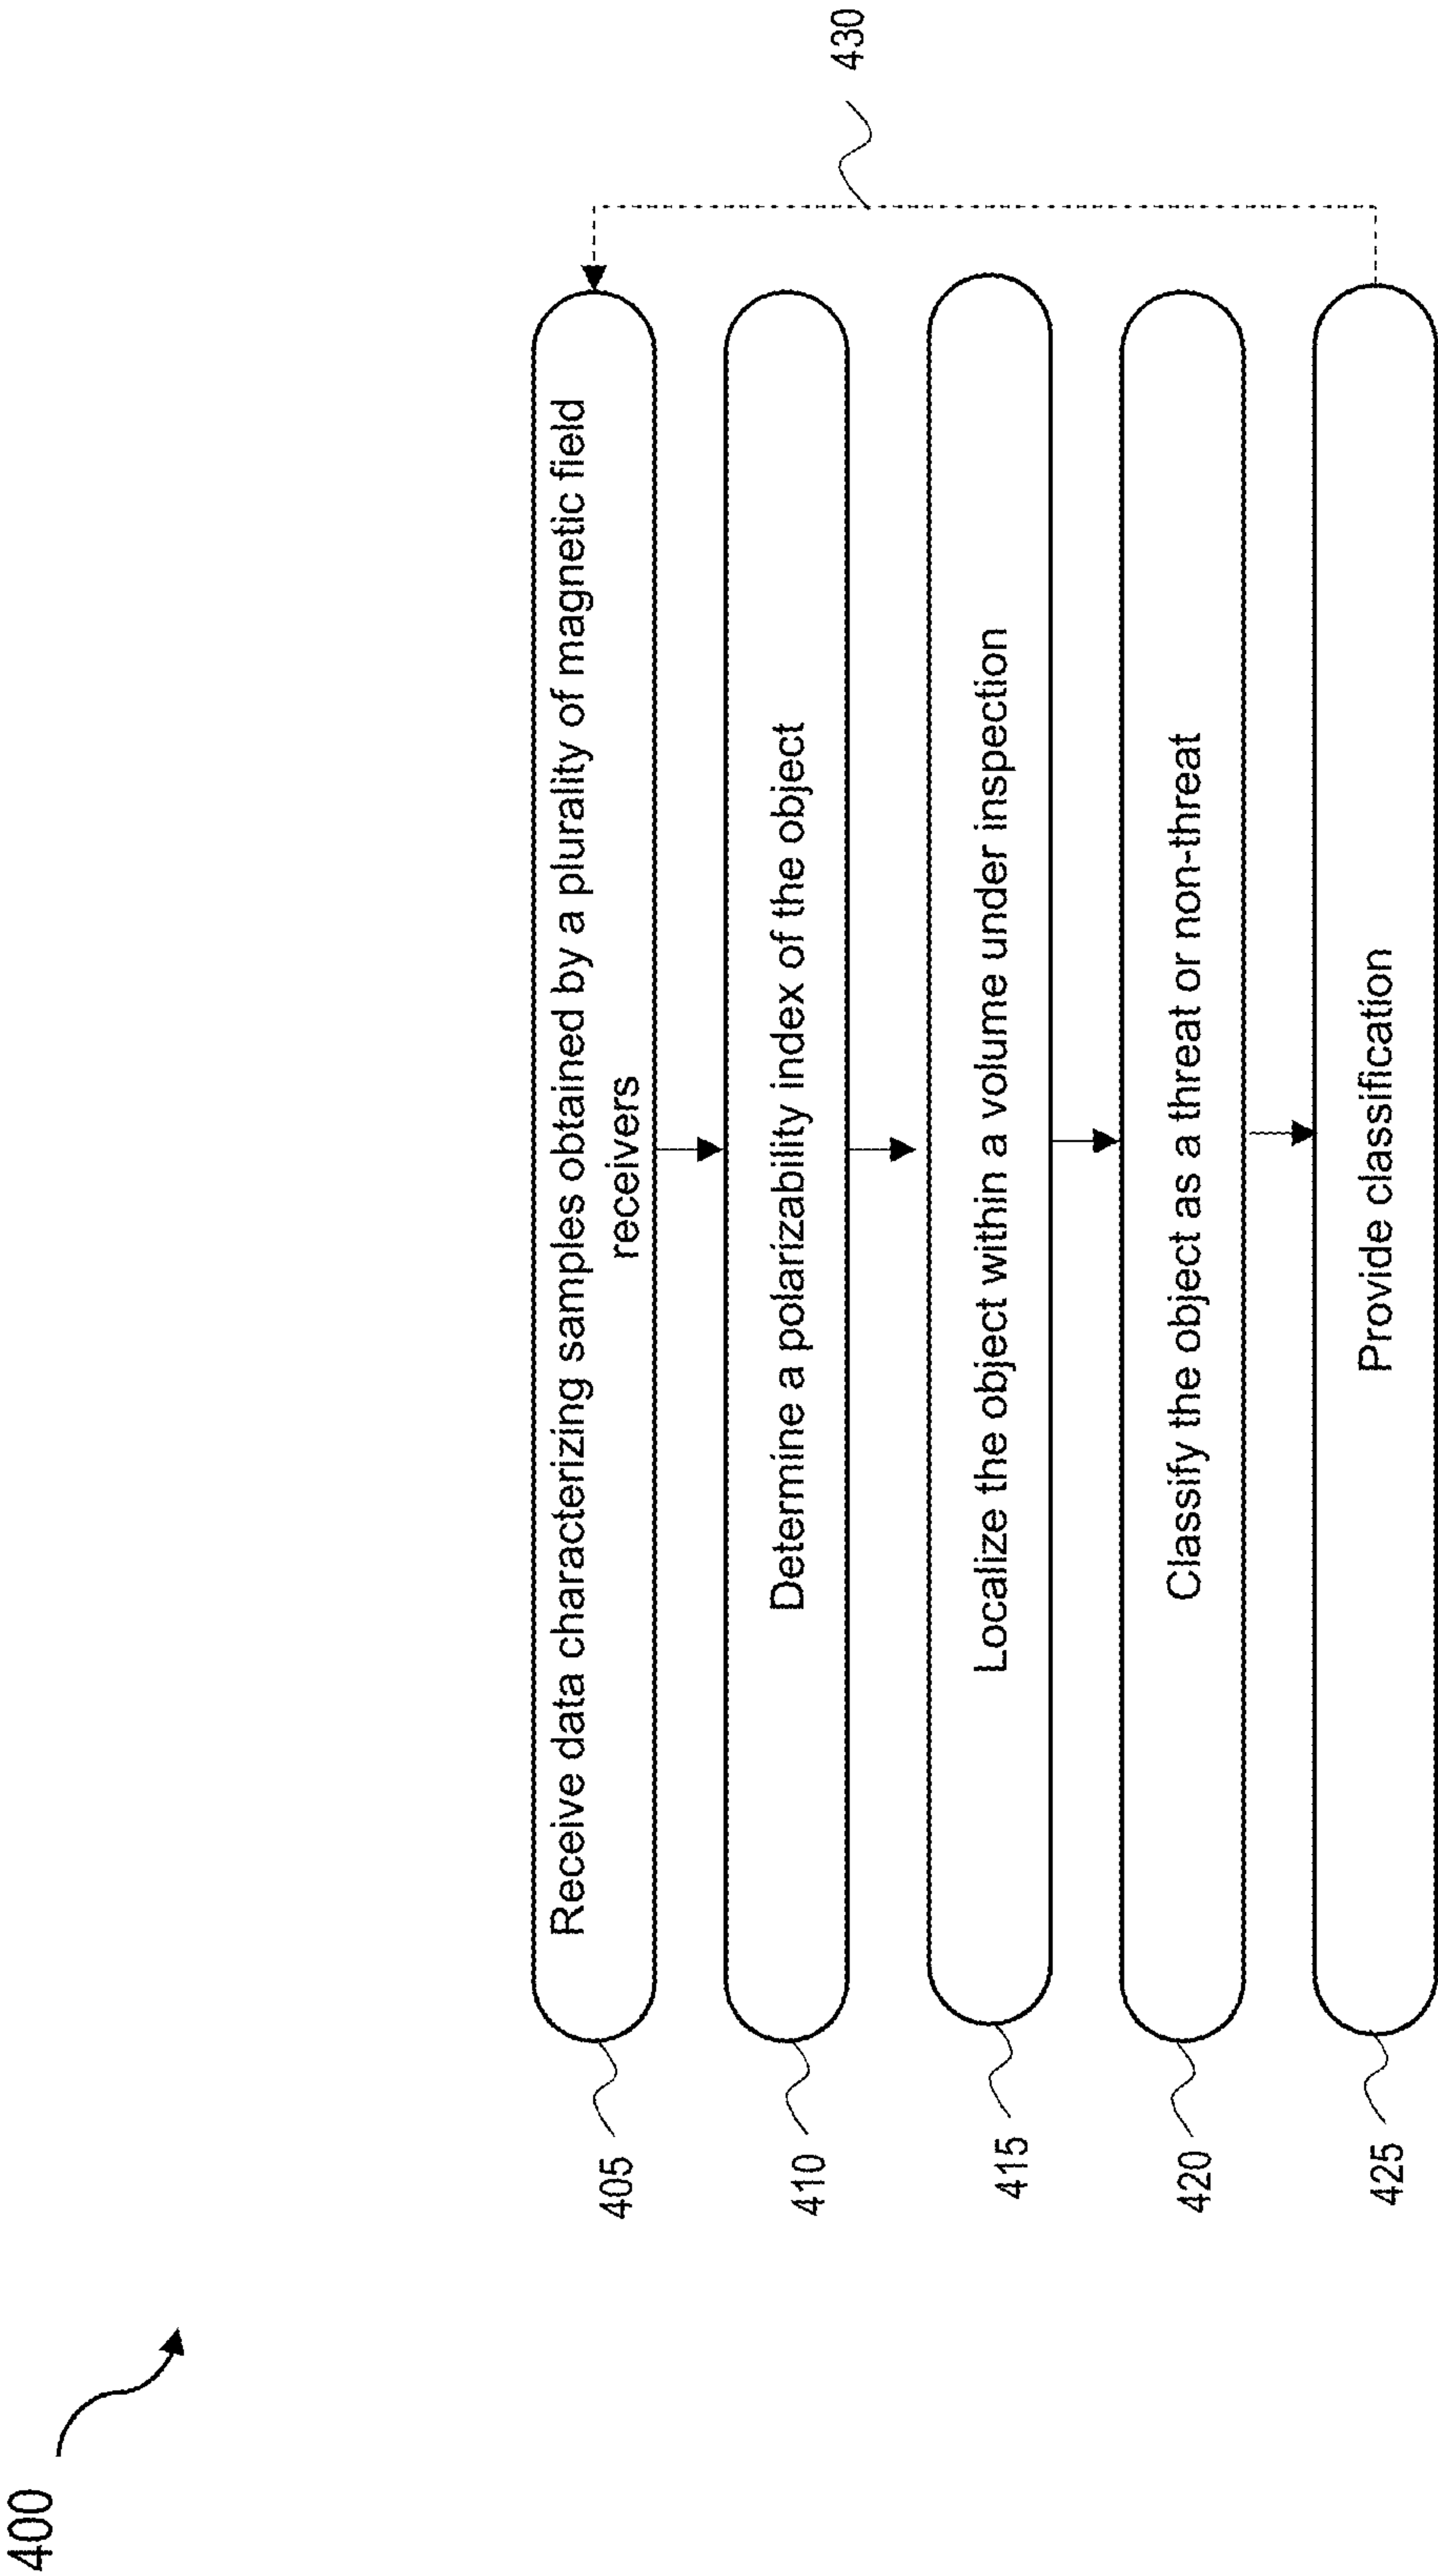 400
405
Receive data characterizing samples obtained by a plurality of magnetic field
receivers
410
Determine a polarizability index of the object
415
Localize the object within a volume under inspection
420
Classify the object as a threat or non-threat
425
Provide classification
430